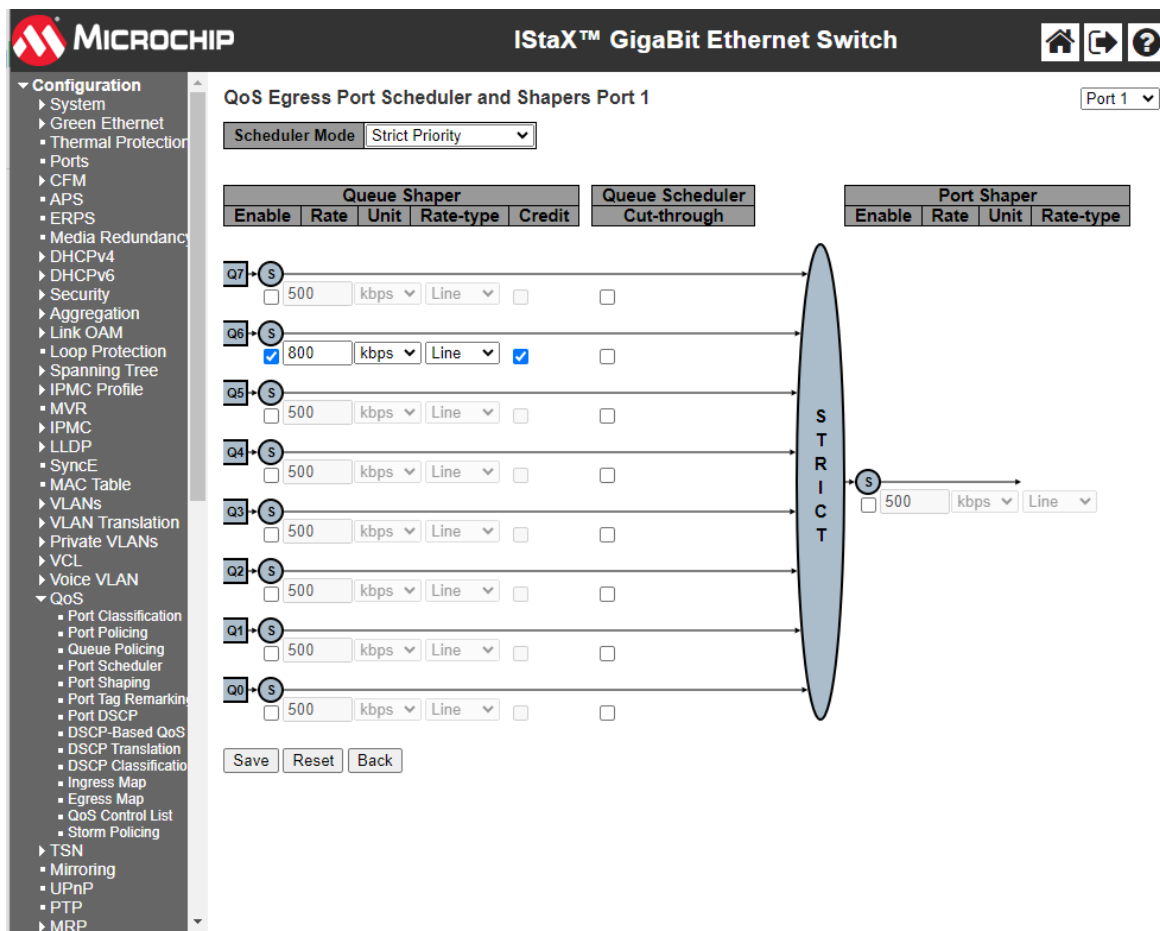 MICROCHIP
IStaX™ GigaBit Ethernet Switch
Configuration
System
Green Ethernet
Thermal Protection
Ports
CFM
APS
ERPS
Media Redundancy
DHCPv4
DHCPv6
Security
Aggregation
Link OAM
Loop Protection
Spanning Tree
IPMC Profile
MVR
IPMC
LLDP
SyncE
MAC Table
VLANs
VLAN Translation
Private VLANs
VCL
Voice VLAN
QoS
Port Classification
Port Policing
Queue Policing
Port Scheduler
Port Shaping
Port Tag Remarking
Port DSCP
DSCP-Based QoS
DSCP Translation
DSCP Classificatio
Ingress Map
Egress Map
QoS Control List
Storm Policing
TSN
Mirroring
UPnP
PTP
MRP
QoS Egress Port Scheduler and Shapers Port 1
Port 1
Scheduler Mode Strict Priority
Queue Shaper Queue Scheduler Port Shaper
Enable Rate Unit Rate-type Credit Cut-through Enable Rate Unit Rate-type
Q7 S
500 kbps Line
Q6 S
800 kbps Line
Q5 S
500 kbps Line
Q4 S
500 kbps Line
Q3 S
500 kbps Line
Q2 S
500 kbps Line
Q1 S
500 kbps Line
Q0 S
500 kbps Line
STRICT
S
500 kbps Line
Save Reset Back